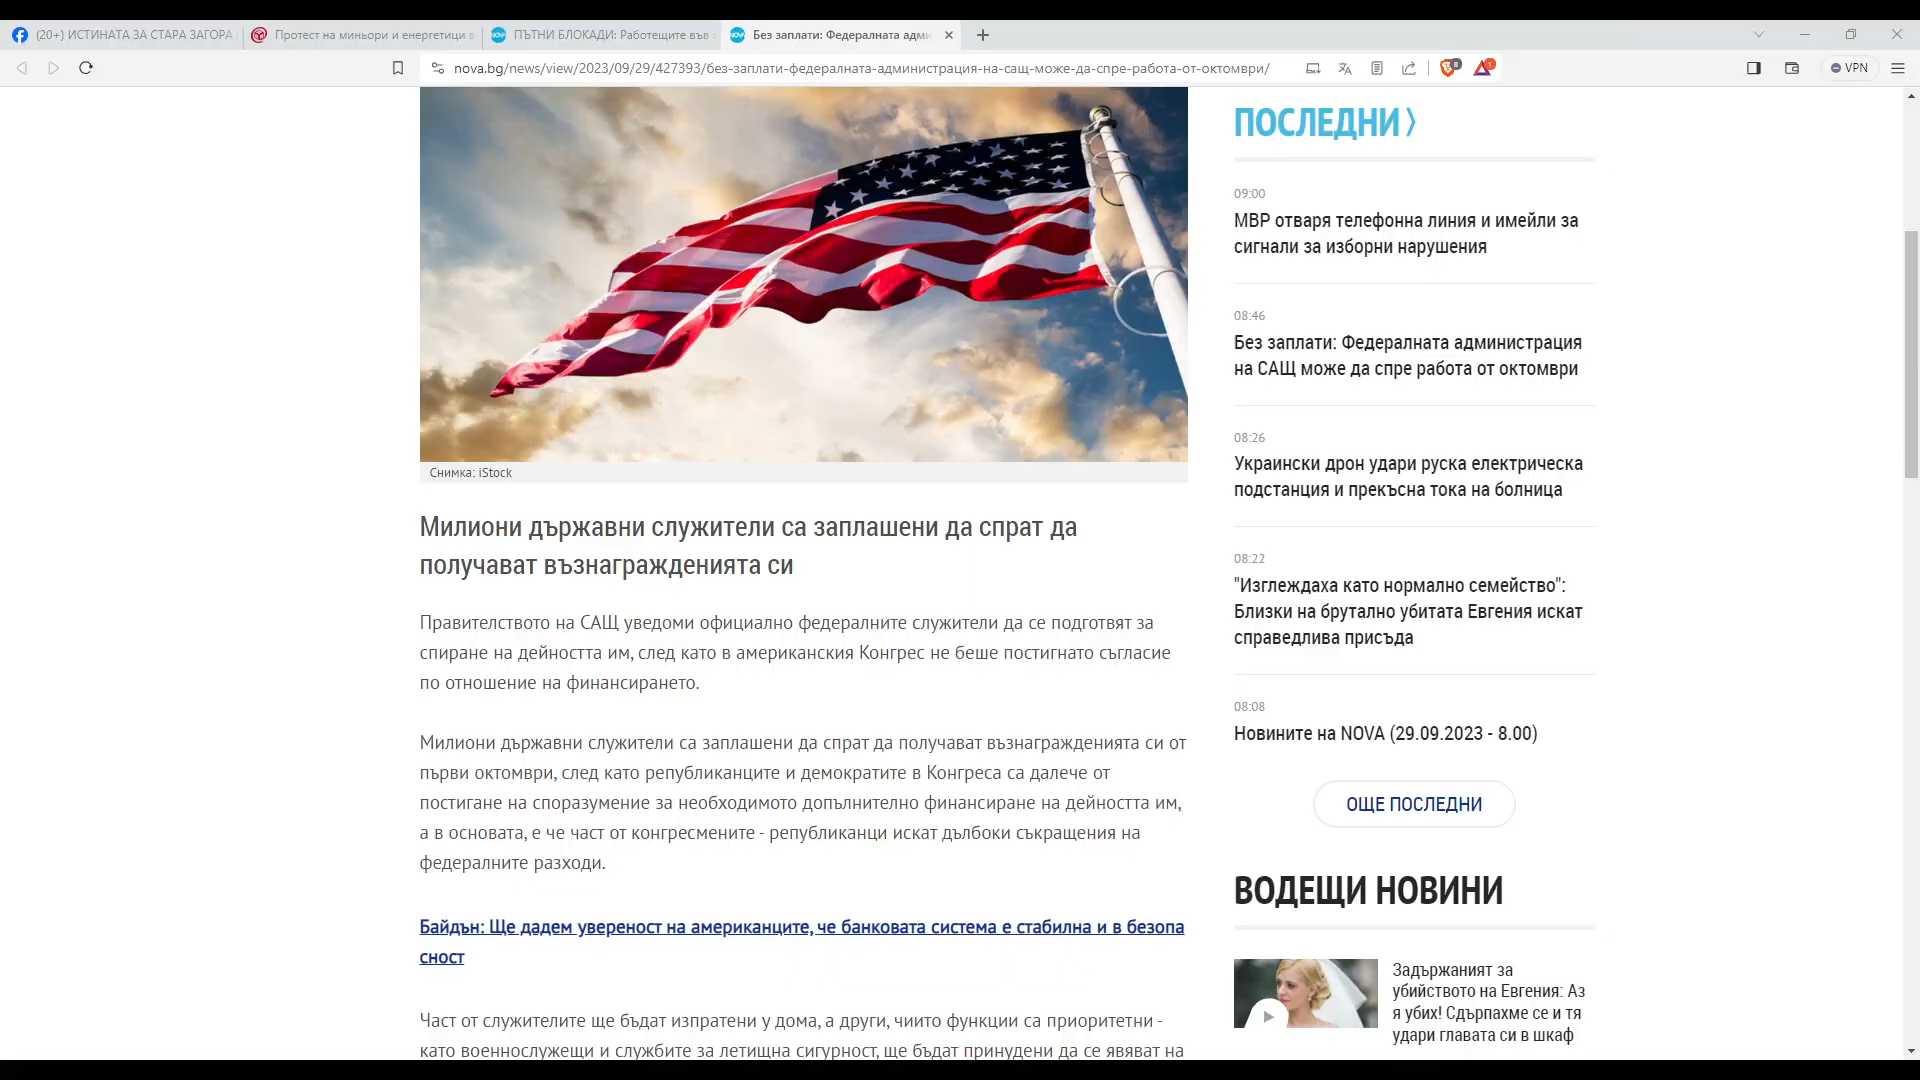 (20+) ИСТИНАТА ЗА СТАРА ЗАГОРА
Протест на миньори и енергетици в
ПЪТНИ БЛОКАДИ: Работещите във
Без заплати: Федералната адми
nova.bg/news/view/2023/09/29/427393/без-заплати-федералната-администрация-на-сащ-може-да-спре-работа-от-октомври/
VPN
Снимка: iStock
Милиони държавни служители са заплашени да спрат да
получават възнагражденията си
Правителството на САЩ уведоми официално федералните служители да се подготвят за
спиране на дейността им, след като в американския Конгрес не беше постигнато съгласие
по отношение на финансирането.
Милиони държавни служители са заплашени да спрат да получават възнагражденията си от
първи октомври, след като републиканците и демократите в Конгреса са далече от
постигане на споразумение за необходимото допълнително финансиране на дейността им,
а в основата, е че част от конгресмените - републиканци искат дълбоки съкращения на
федералните разходи.
Байдън: Ще дадем увереност на американците, че банковата система е стабилна и в безопа
сност
Част от служителите ще бъдат изпратени у дома, а други, чиито функции са приоритетни -
като военнослужещи и службите за летищна сигурност, ще бъдат принудени да се явяват на
ПОСЛЕДНИ
09:00
МВР отваря телефонна линия и имейли за
сигнали за изборни нарушения
08:46
Без заплати: Федералната администрация
на САЩ може да спре работа от октомври
08:26
Украински дрон удари руска електрическа
подстанция и прекъсна тока на болница
08:22
"Изглеждаха като нормално семейство":
Близки на брутално убитата Евгения искат
справедлива присъда
08:08
Новините на NOVA (29.09.2023 - 8.00)
ОЩЕ ПОСЛЕДНИ
ВОДЕЩИ НОВИНИ
Задържаният за
убийството на Евгения: Аз
я убих! Сдърпахме се и тя
удари главата си в шкаф